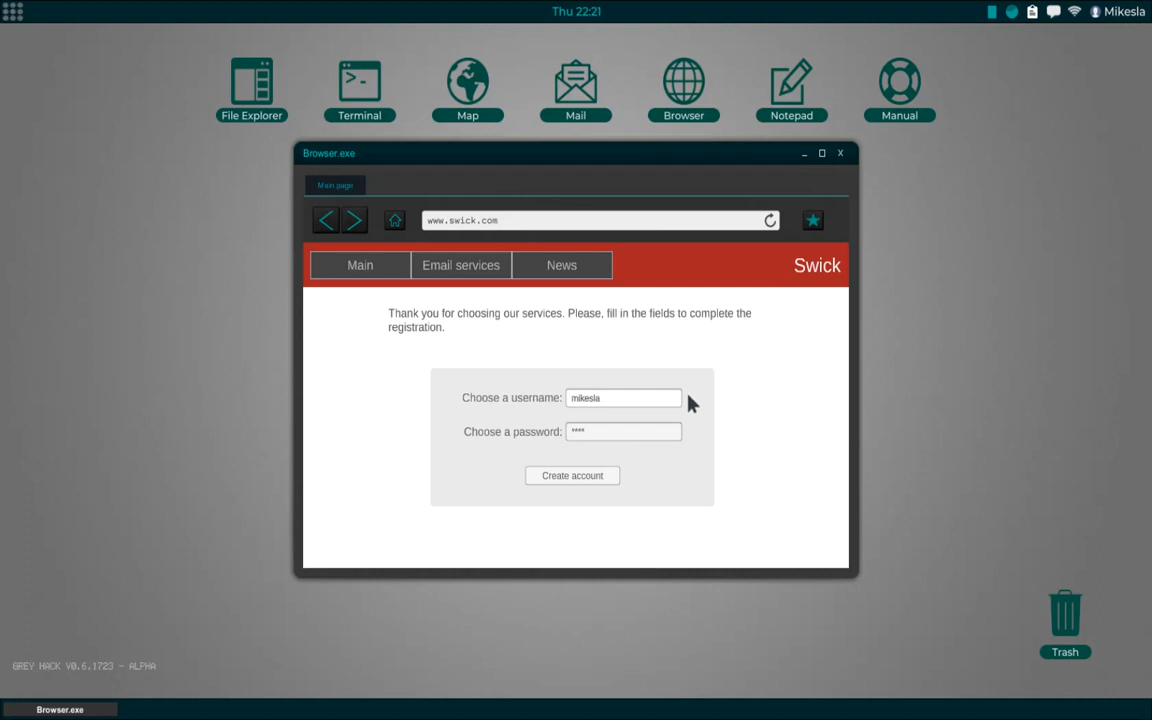 Thu 22:21
Mikesla
>-
File Explorer
Terminal
Map
Mail
Browser
Notepad
Manual
Browser.exe
_ X
Main page
www.swick.com
Main
Email services
News
Swick
Thank you for choosing our services. Please, fill in the fields to complete the
registration.
Choose a username: mikesla
Choose a password: ****
Create account
Trash
GREY HACK V0.6.1723 - ALPHA
Browser.exe